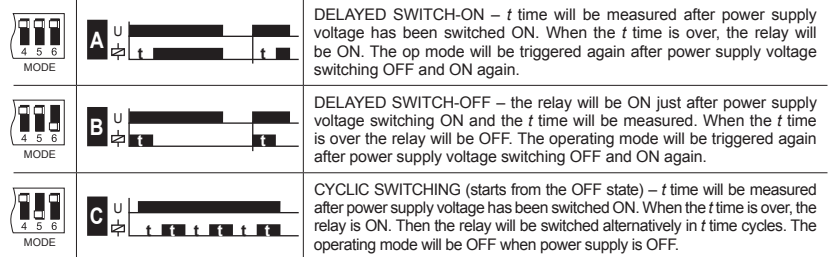 4 5 6
MODE
A
U
t t
DELAYED SWITCH-ON – t time will be measured after power supply
voltage has been switched ON. When the t time is over, the relay will
be ON. The op mode will be triggered again after power supply voltage
switching OFF and ON again.
4 5 6
MODE
B
U
t t
DELAYED SWITCH-OFF – the relay will be ON just after power supply
voltage switching ON and the t time will be measured. When the t time
is over the relay will be OFF. The operating mode will be triggered again
after power supply voltage switching OFF and ON again.
4 5 6
MODE
C
U
t t t t t t
CYCLIC SWITCHING (starts from the OFF state) – t time will be measured
after power supply voltage has been switched ON. When the t time is over, the
relay is ON. Then the relay will be switched alternatively in t time cycles. The
operating mode will be OFF when power supply is OFF.